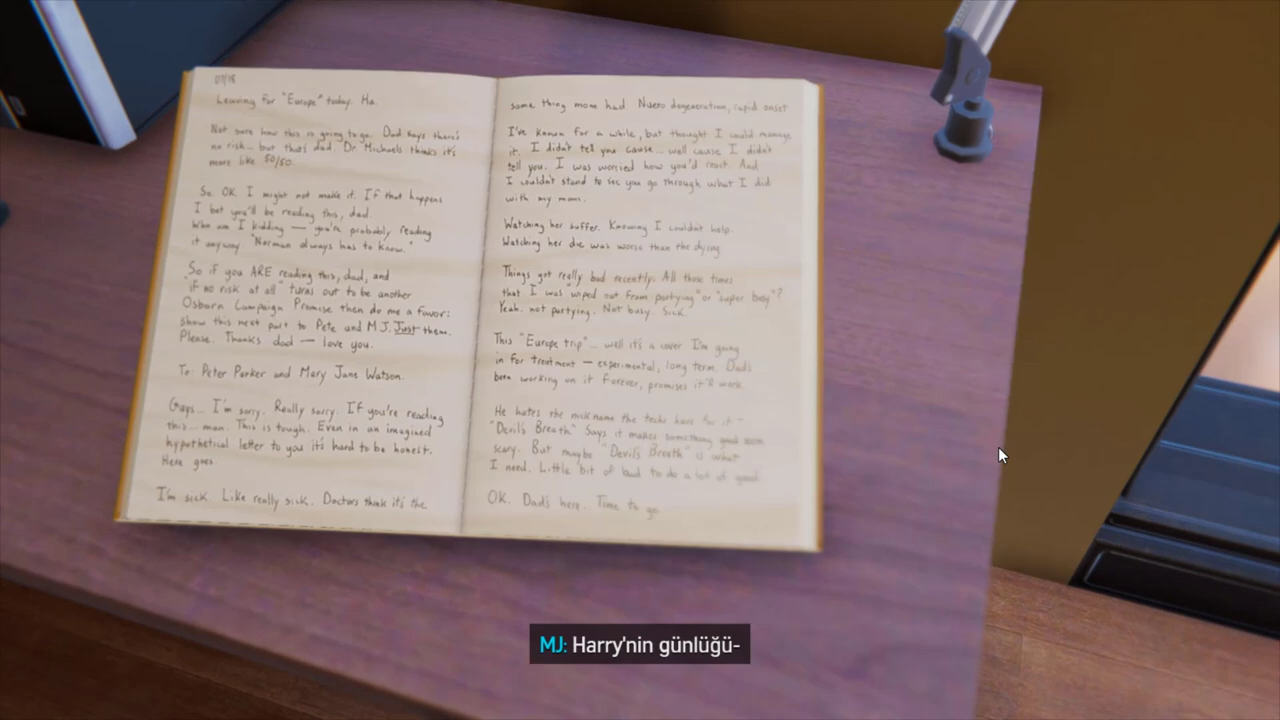 07/18
Leaving for "Europe" today. Ha.
Not sure how this is going to go. Dad says there's
no risk... but that's dad. Dr. Michaels thinks it's
more like 50/50.
So. OK. I might not make it. If that happens
I bet you'll be reading this, dad.
Who am I kidding — you're probably reading
it anyway. "Norman always has to know."
So if you ARE reading this, dad, and
"if no risk at all" turns out to be another
Osborn Campaign Promise then do me a favor:
show this next part to Pete and MJ. Just them.
Please. Thanks dad — love you.
To: Peter Parker and Mary Jane Watson.
Guys... I'm sorry. Really sorry. If you're reading
this... man. This is tough. Even in an imagined
hypothetical letter to you it's hard to be honest.
Here goes.
I'm sick. Like really sick. Doctors think it's the
some thing mom had. Nuero degeneration, rapid onset
I've known for a while, but thought I could manage
it. I didn't tell you cause... well cause I didn't
tell you. I was worried how you'd react. And
I couldn't stand to see you go through what I did
with my mom.
Watching her suffer. Knowing I couldn't help.
Watching her die was worse than the dying.
Things got really bad recently. All those times
that I was "wiped out from partying" or "super busy"?
Yeah. not partying. Not busy. Sick.
This "Europe trip"... well it's a cover I'm going
in for treatment — experimental, long term. Dad's
been working on it forever, promises it'll work.
He hates the nickname the techs have for it -
"Devil's Breath" Says it makes something good seem
scary. But maybe "Devil's Breath" is what
I need. Little bit of bad to do a lot of good.
OK. Dad's here. Time to go.
MJ: Harry'nin günlüğü-